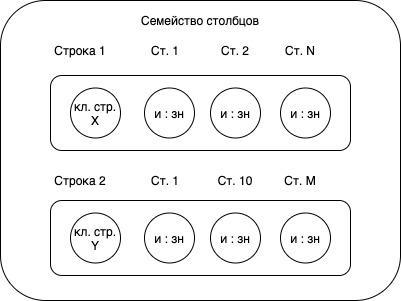 Семейство столбцов
Строка 1 Ст. 1 Ст. 2 Ст. N
кл. стр. X и : зн и : зн и : зн
Строка 2 Ст. 1 Ст. 10 Ст. M
кл. стр. Y и : зн и : зн и : зн